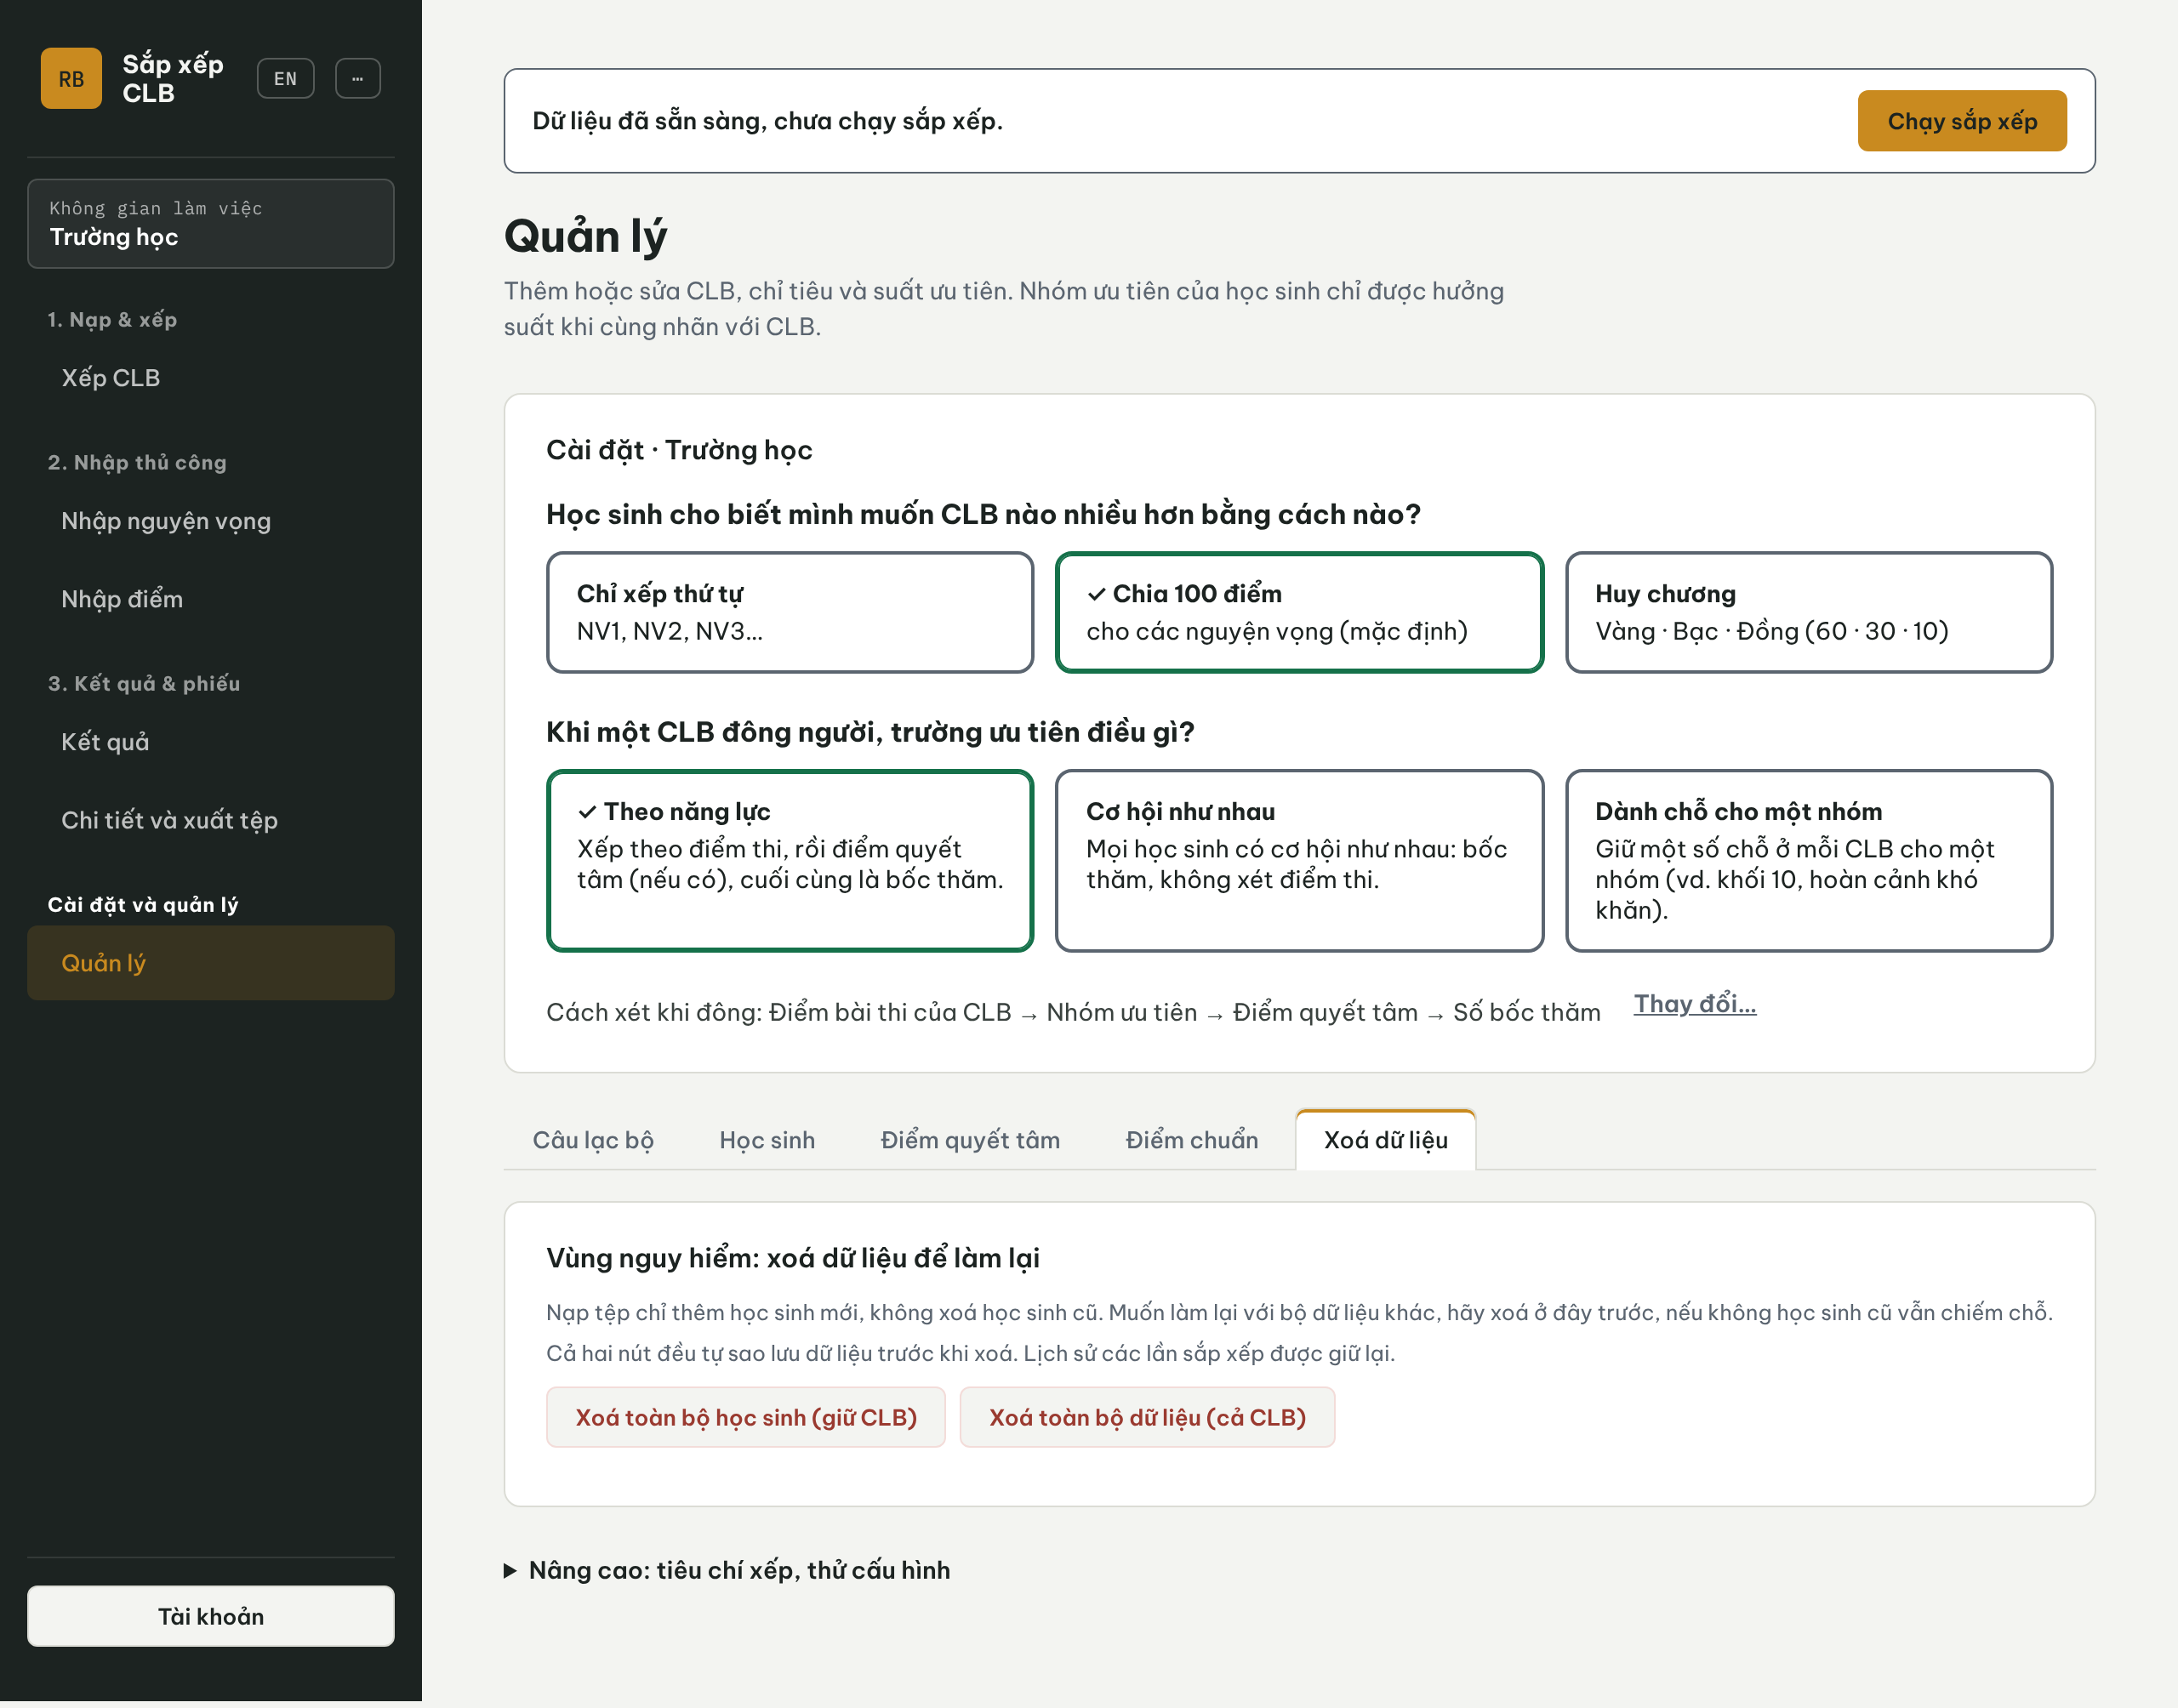 RB
Sắp xếp
CLB
EN
…
Không gian làm việc
Trường học
1. Nạp & xếp
Xếp CLB
2. Nhập thủ công
Nhập nguyện vọng
Nhập điểm
3. Kết quả & phiếu
Kết quả
Chi tiết và xuất tệp
Cài đặt và quản lý
Quản lý
Tài khoản
Dữ liệu đã sẵn sàng, chưa chạy sắp xếp.
Chạy sắp xếp
Quản lý
Thêm hoặc sửa CLB, chỉ tiêu và suất ưu tiên. Nhóm ưu tiên của học sinh chỉ được hưởng
suất khi cùng nhãn với CLB.
Cài đặt · Trường học
Học sinh cho biết mình muốn CLB nào nhiều hơn bằng cách nào?
Chỉ xếp thứ tự
NV1, NV2, NV3...
✓ Chia 100 điểm
cho các nguyện vọng (mặc định)
Huy chương
Vàng · Bạc · Đồng (60 · 30 · 10)
Khi một CLB đông người, trường ưu tiên điều gì?
✓ Theo năng lực
Xếp theo điểm thi, rồi điểm quyết
tâm (nếu có), cuối cùng là bốc thăm.
Cơ hội như nhau
Mọi học sinh có cơ hội như nhau: bốc
thăm, không xét điểm thi.
Dành chỗ cho một nhóm
Giữ một số chỗ ở mỗi CLB cho một
nhóm (vd. khối 10, hoàn cảnh khó
khăn).
Cách xét khi đông: Điểm bài thi của CLB → Nhóm ưu tiên → Điểm quyết tâm → Số bốc thăm
Thay đổi...
Câu lạc bộ
Học sinh
Điểm quyết tâm
Điểm chuẩn
Xoá dữ liệu
Vùng nguy hiểm: xoá dữ liệu để làm lại
Nạp tệp chỉ thêm học sinh mới, không xoá học sinh cũ. Muốn làm lại với bộ dữ liệu khác, hãy xoá ở đây trước, nếu không học sinh cũ vẫn chiếm chỗ.
Cả hai nút đều tự sao lưu dữ liệu trước khi xoá. Lịch sử các lần sắp xếp được giữ lại.
Xoá toàn bộ học sinh (giữ CLB)
Xoá toàn bộ dữ liệu (cả CLB)
▶ Nâng cao: tiêu chí xếp, thử cấu hình